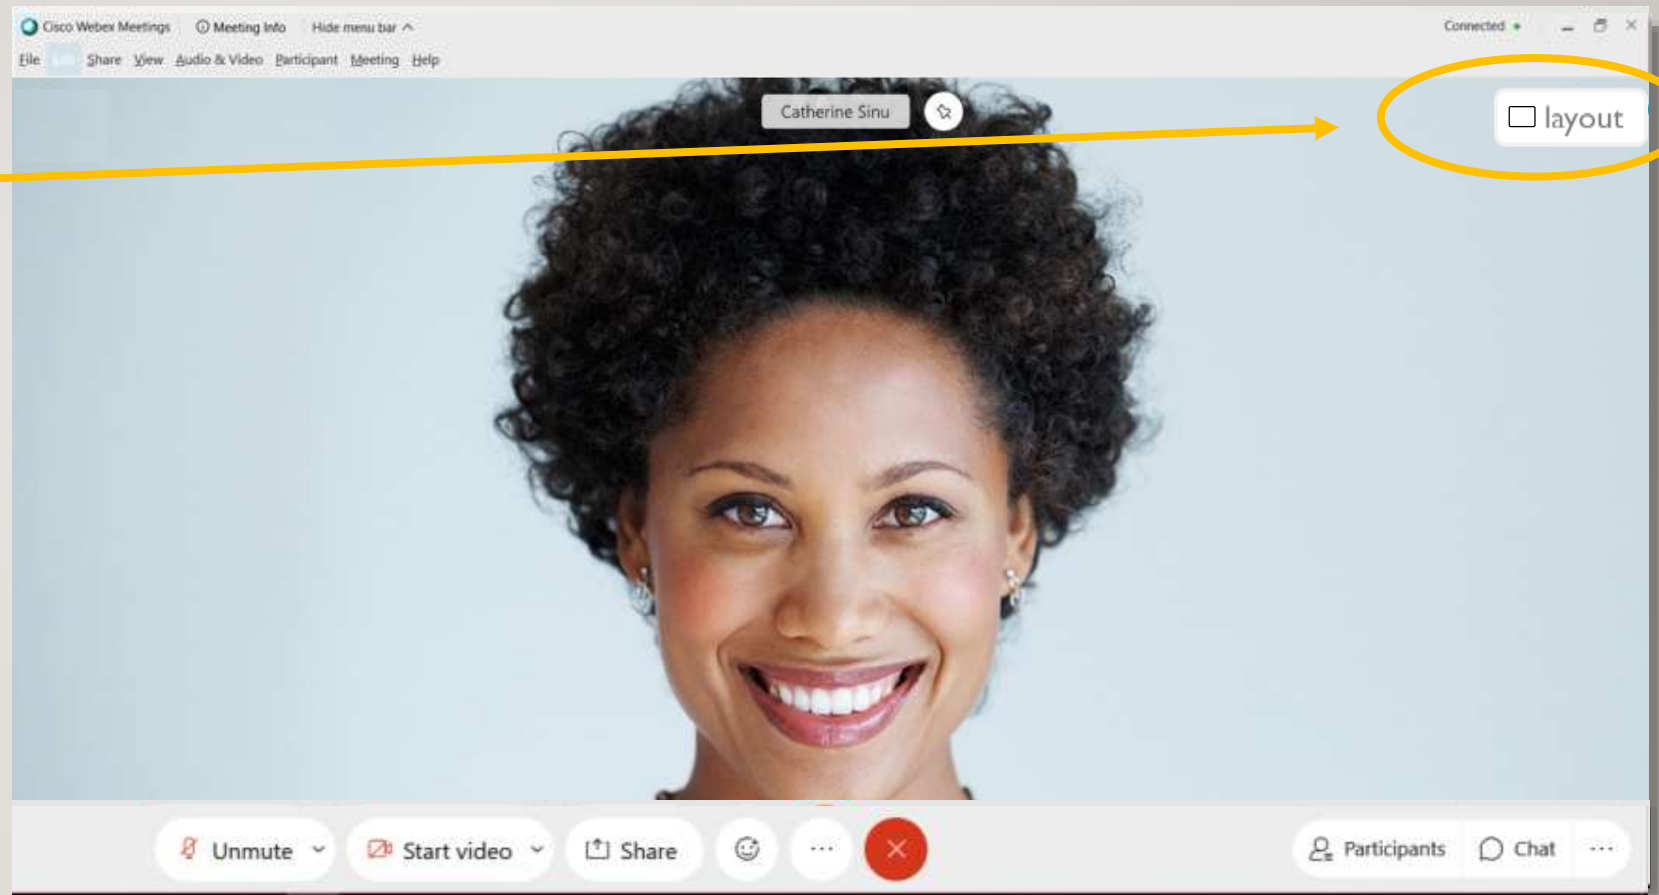 Cisco Webex Meetings Meeting Info Hide menu bar Connected
File Share View Audio & Video Participant Meeting Help
Catherine Sinu
layout
Unmute Start video Share Participants Chat